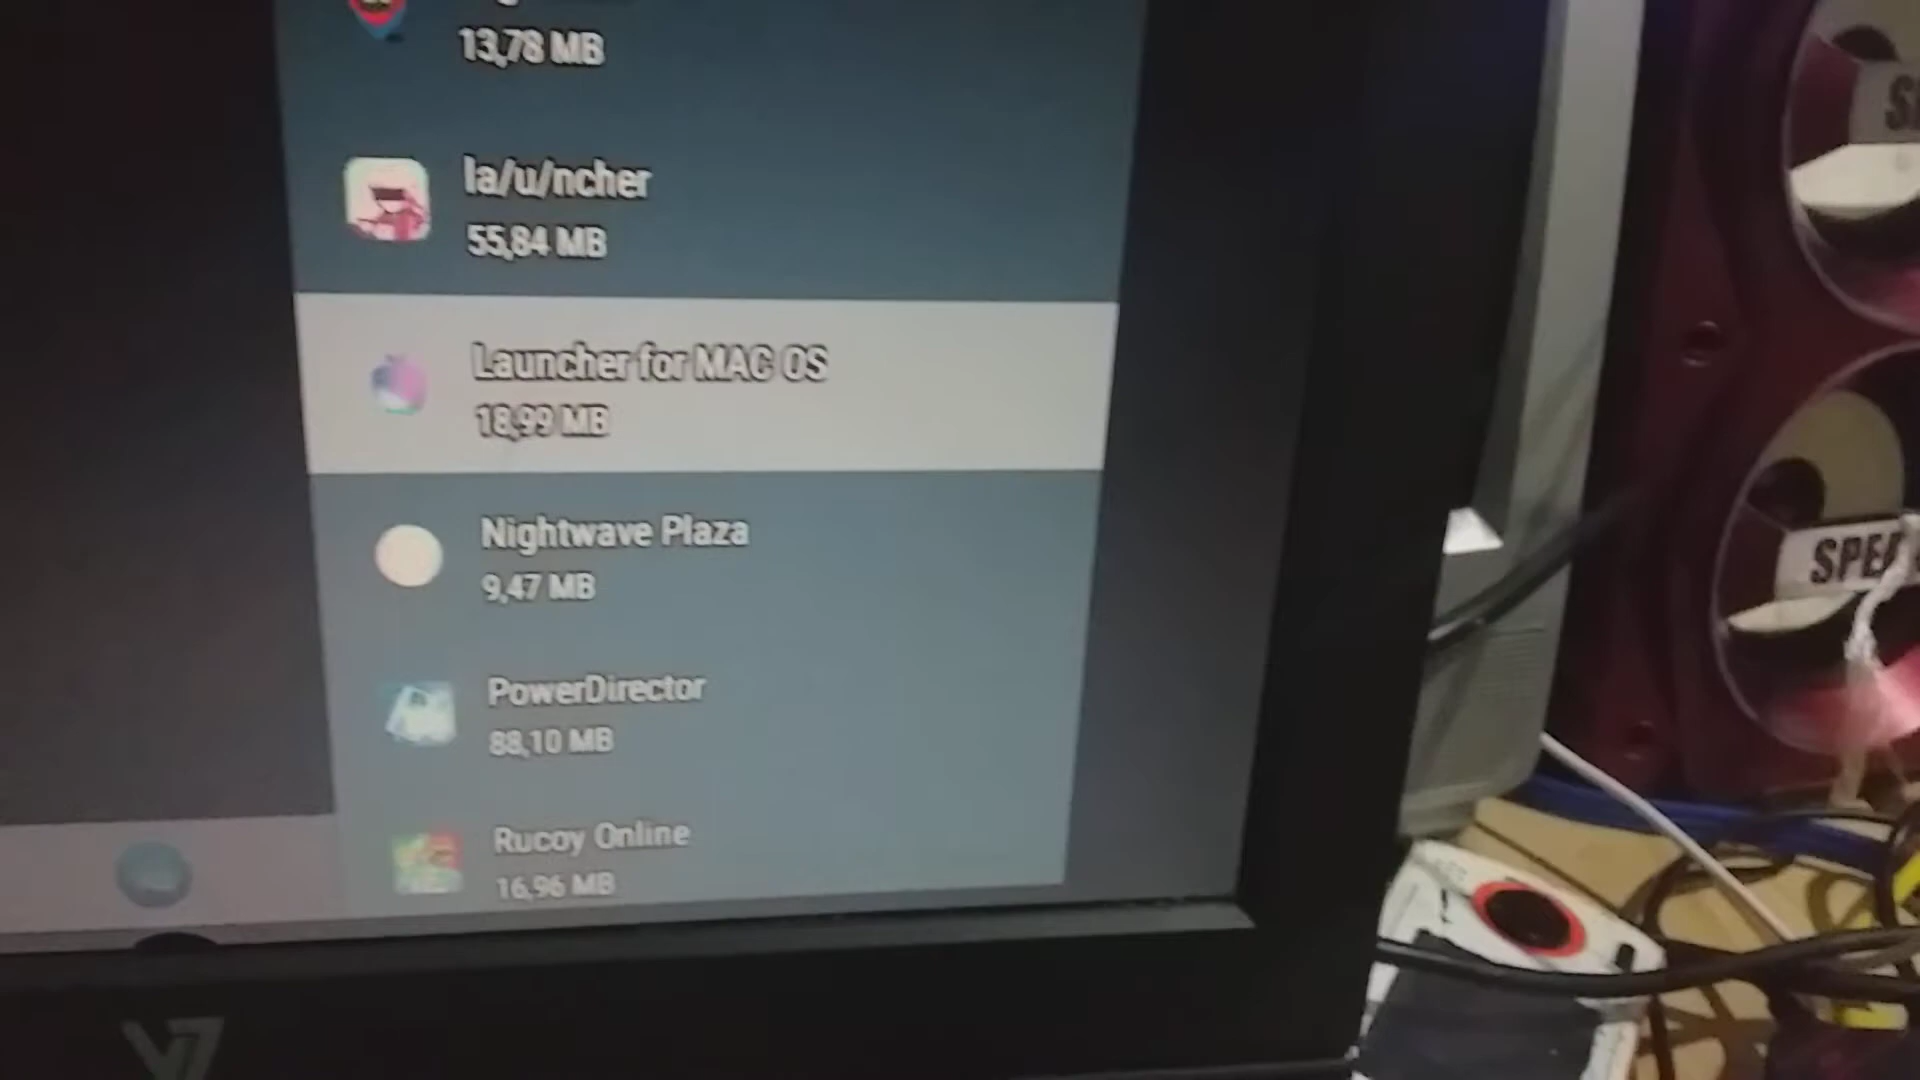 13,78 MB
la/u/ncher
55,84 MB
Launcher for MAC OS
18,99 MB
Nightwave Plaza
9,47 MB
PowerDirector
88,10 MB
Rucoy Online
16,96 MB
V7